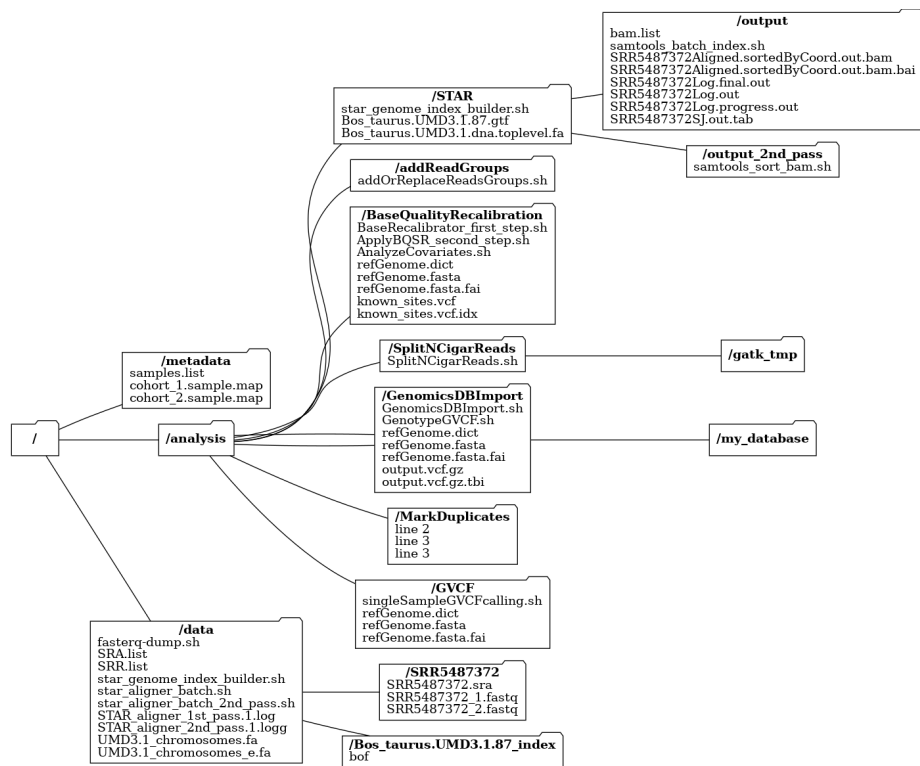 /output
bam.list
samtools_batch_index.sh
SRR5487372Aligned.sortedByCoord.out.bam
SRR5487372Aligned.sortedByCoord.out.bam.bai
SRR5487372Log.final.out
SRR5487372Log.out
SRR5487372Log.progress.out
SRR5487372SJ.out.tab
/STAR
star_genome_index_builder.sh
Bos_taurus.UMD3.1.87.gtf
Bos_taurus.UMD3.1.dna.toplevel.fa
/output_2nd_pass
samtools_sort_bam.sh
/addReadGroups
addOrReplaceReadsGroups.sh
/BaseQualityRecalibration
BaseRecalibrator_first_step.sh
ApplyBQSR_second_step.sh
AnalyzeCovariates.sh
refGenome.dict
refGenome.fasta
refGenome.fasta.fai
known_sites.vcf
known_sites.vcf.idx
/SplitNCigarReads
SplitNCigarReads.sh
/gatk_tmp
/metadata
samples.list
cohort_1.sample.map
cohort_2.sample.map
/
/analysis
/GenomicsDBImport
GenomicsDBImport.sh
GenotypeGVCF.sh
refGenome.dict
refGenome.fasta
refGenome.fasta.fai
output.vcf.gz
output.vcf.gz.tbi
/my_database
/MarkDuplicates
line 2
line 3
line 3
/GVCF
singleSampleGVCFcalling.sh
refGenome.dict
refGenome.fasta
refGenome.fasta.fai
/data
fasterq-dump.sh
SRA.list
SRR.list
star_genome_index_builder.sh
star_aligner_batch.sh
star_aligner_batch_2nd_pass.sh
STAR_aligner_1st_pass.1.log
STAR_aligner_2nd_pass.1.logg
UMD3.1_chromosomes.fa
UMD3.1_chromosomes_e.fa
/SRR5487372
SRR5487372.sra
SRR5487372_1.fastq
SRR5487372_2.fastq
/Bos_taurus.UMD3.1.87_index
bof